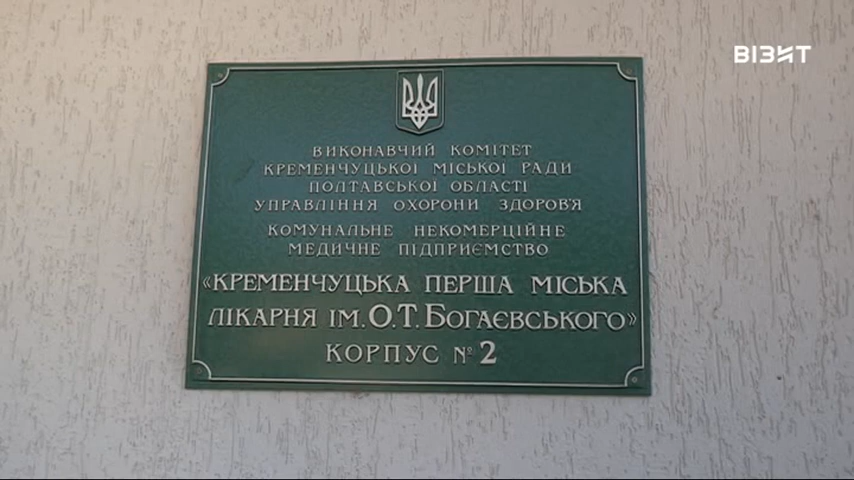 ВІЗИТ
ВИКОНАВЧИЙ КОМІТЕТ
КРЕМЕНЧУЦЬКОЇ МІСЬКОЇ РАДИ
ПОЛТАВСЬКОЇ ОБЛАСТІ
УПРАВЛІННЯ ОХОРОНИ ЗДОРОВ'Я
КОМУНАЛЬНЕ НЕКОМЕРЦІЙНЕ
МЕДИЧНЕ ПІДПРИЄМСТВО
«КРЕМЕНЧУЦЬКА ПЕРША МІСЬКА
ЛІКАРНЯ ІМ. О.Т. БОГАЄВСЬКОГО»
КОРПУС № 2